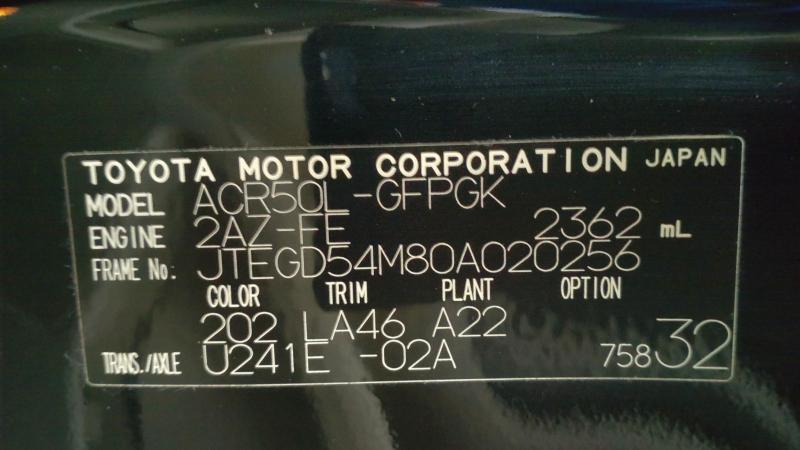 TOYOTA MOTOR CORPORATION JAPAN
MODEL ACR50L-GFPGK
ENGINE 2AZ-FE 2362 mL
FRAME No. JTEGD54M80A020256
COLOR TRIM PLANT OPTION
202 LA46 A22
TRANS./AXLE U241E -02A 758 32